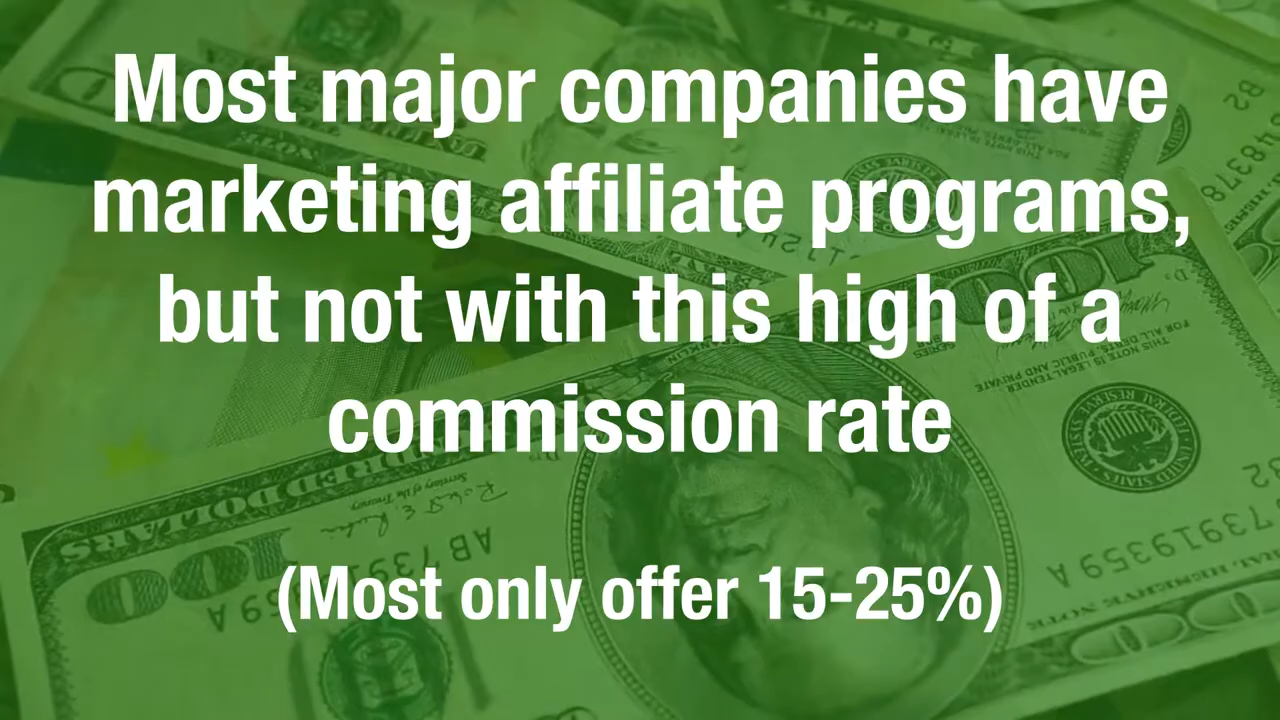 Most major companies have
marketing affiliate programs,
but not with this high of a
commission rate
(Most only offer 15-25%)